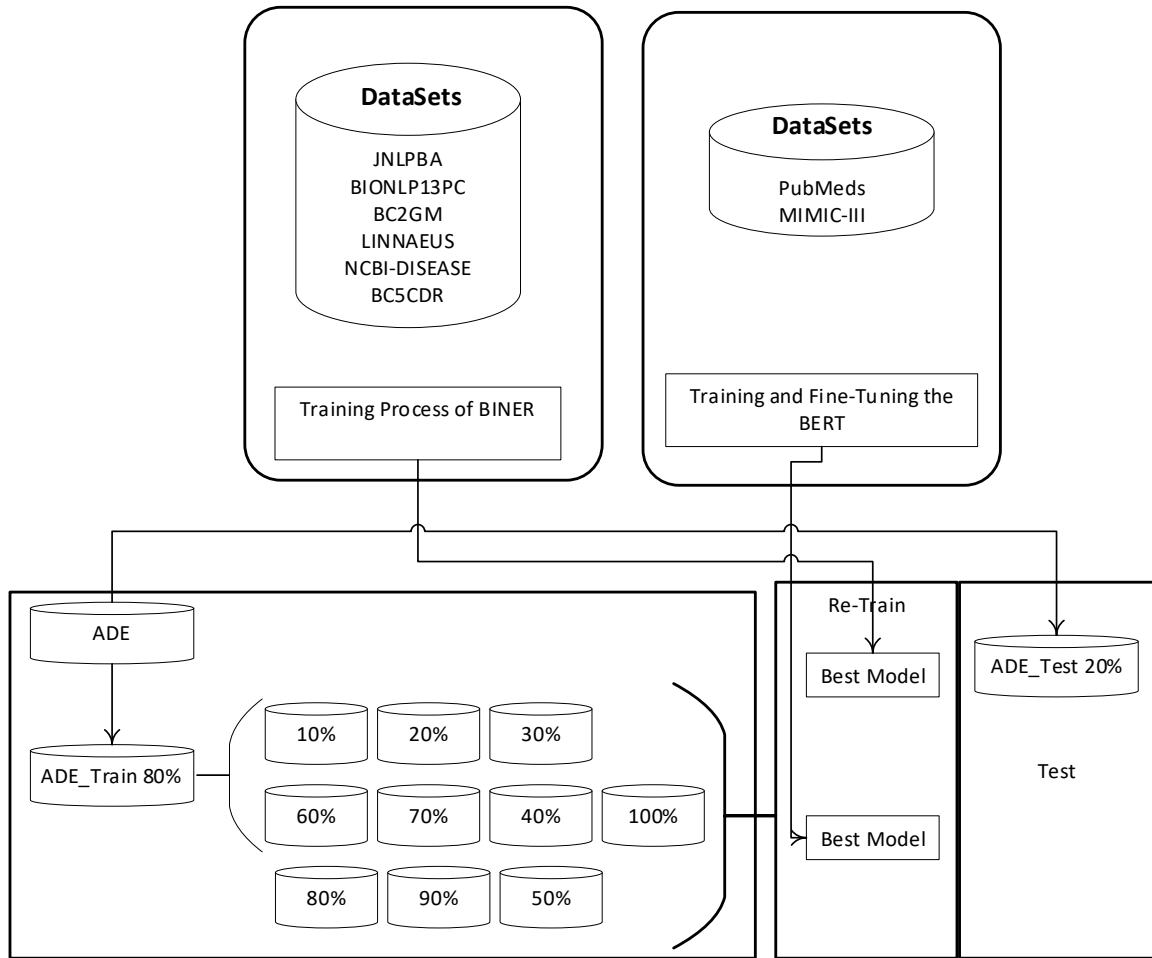 DataSets
JNLPBA
BIONLP13PC
BC2GM
LINNAEUS
NCBI-DISEASE
BC5CDR
Training Process of BINER
DataSets
PubMeds
MIMIC-III
Training and Fine-Tuning the
BERT
ADE
ADE_Train 80%
10%
20%
30%
60%
70%
40%
100%
80%
90%
50%
Re-Train
Best Model
Best Model
ADE_Test 20%
Test